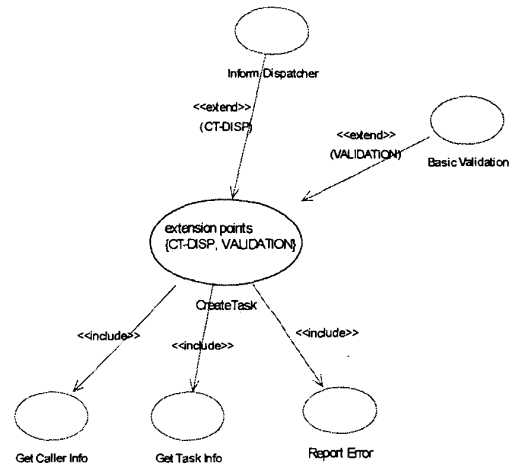 Inform Dispatcher
<<extend>>
(CT-DISP)
<<extend>>
(VALIDATION)
Basic Validation
extension points
{CT-DISP, VALIDATION}
CreateTask
<<include>>
<<include>>
<<include>>
Get Caller Info
Get Task Info
Report Error